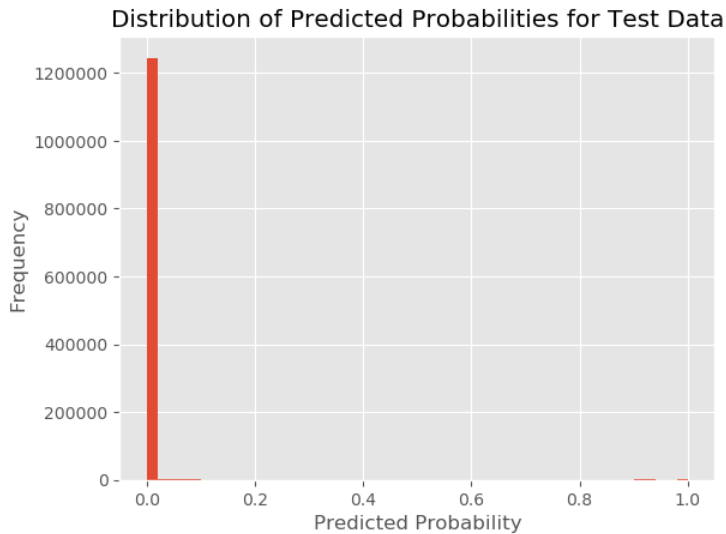 Distribution of Predicted Probabilities for Test Data
1200000
1000000
800000
600000
400000
200000
0
Frequency
0.0 0.2 0.4 0.6 0.8 1.0
Predicted Probability